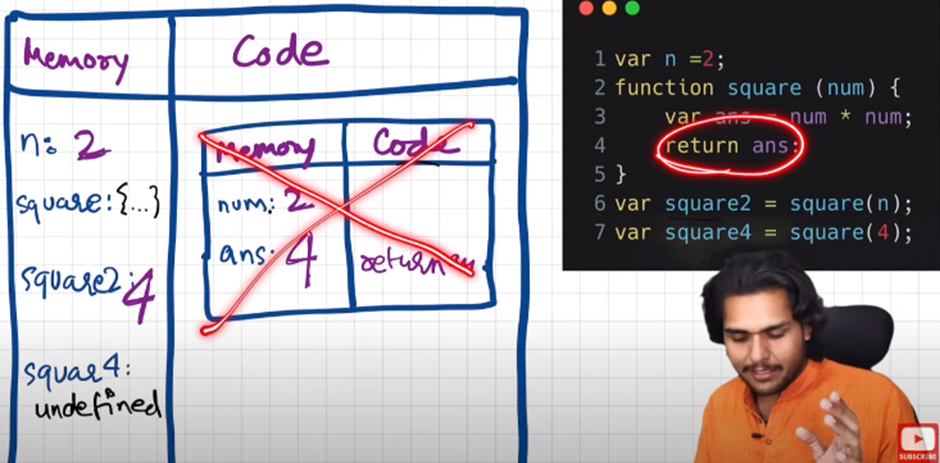 Memory
Code
n: 2
square: {...}
square2: 4
squar4:
undefined
Memory
Code
num: 2
ans: 4
return
1 var n =2;
2 function square (num) {
3 var ans = num * num;
4 return ans;
5 }
6 var square2 = square(n);
7 var square4 = square(4);
SUBSCRIBE